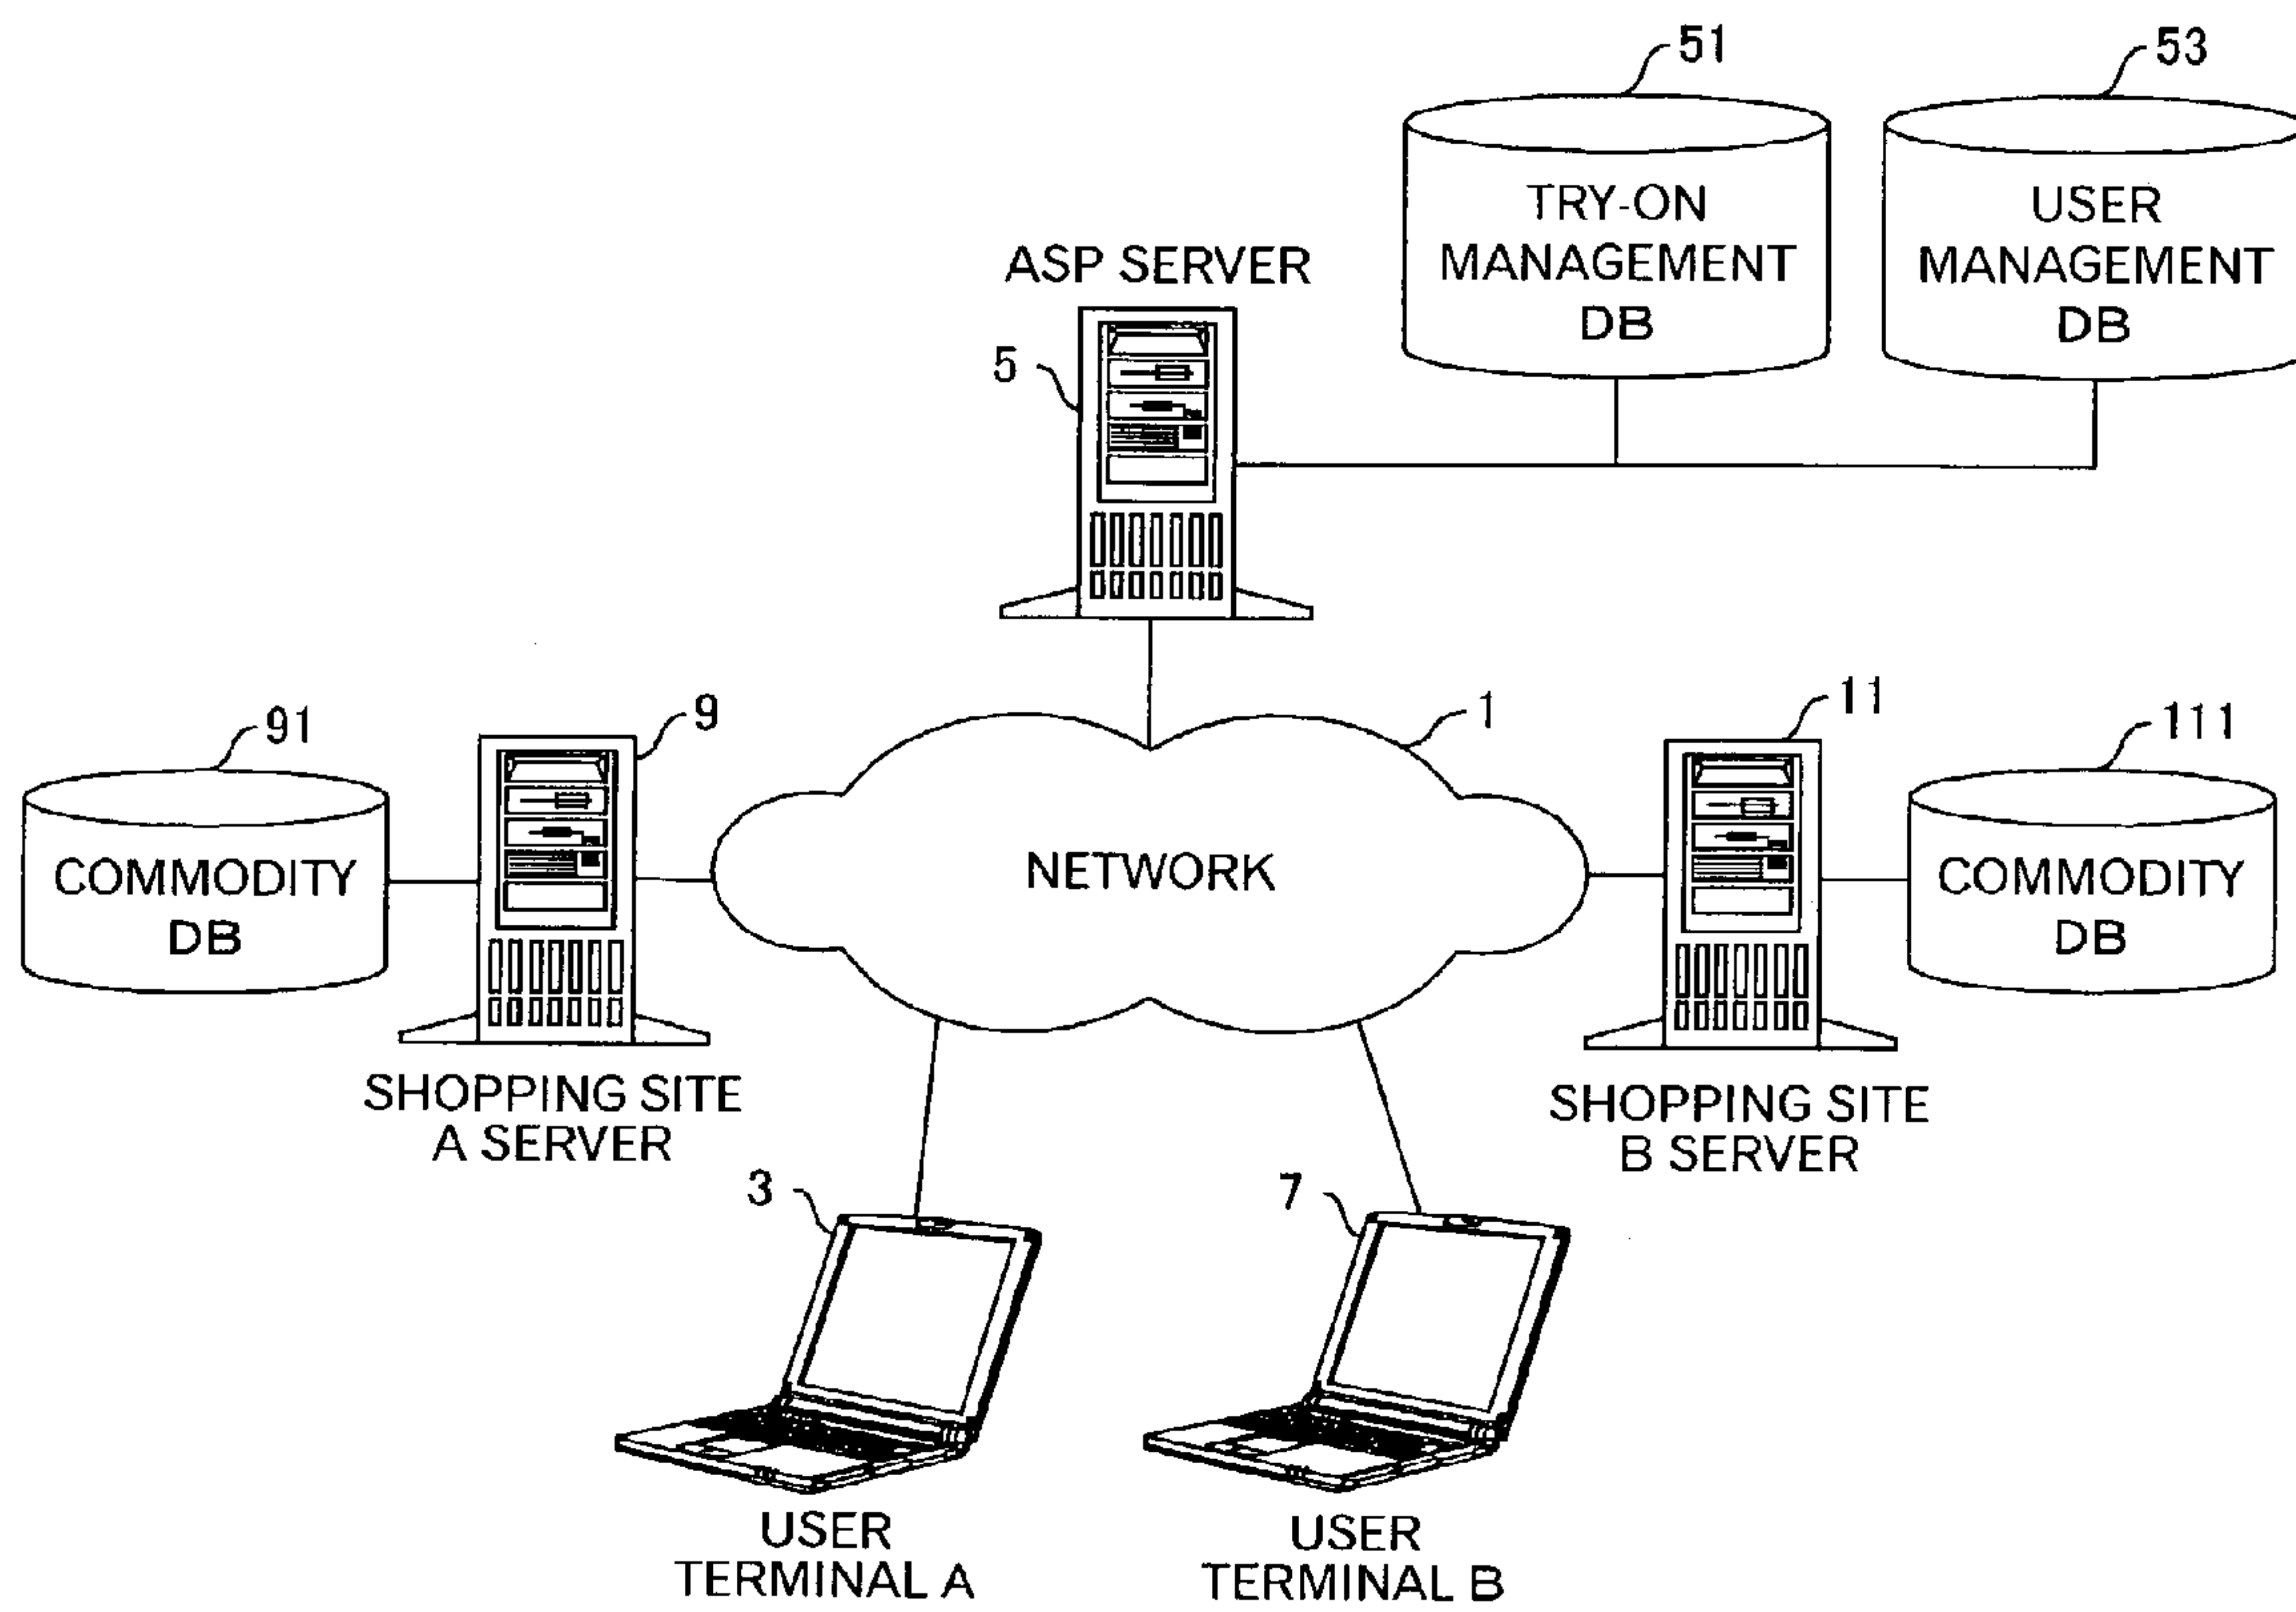 51
53
TRY-ON
MANAGEMENT
DB
USER
MANAGEMENT
DB
ASP SERVER
5
91
9
1
11
111
COMMODITY
DB
NETWORK
COMMODITY
DB
SHOPPING SITE
A SERVER
SHOPPING SITE
B SERVER
3
7
USER
TERMINAL A
USER
TERMINAL B